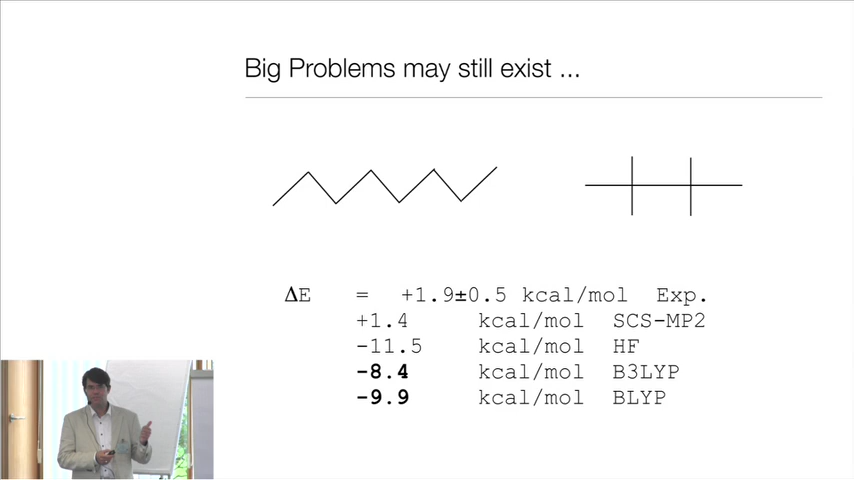 Big Problems may still exist ...
ΔE = +1.9±0.5 kcal/mol Exp.
+1.4 kcal/mol SCS-MP2
-11.5 kcal/mol HF
-8.4 kcal/mol B3LYP
-9.9 kcal/mol BLYP